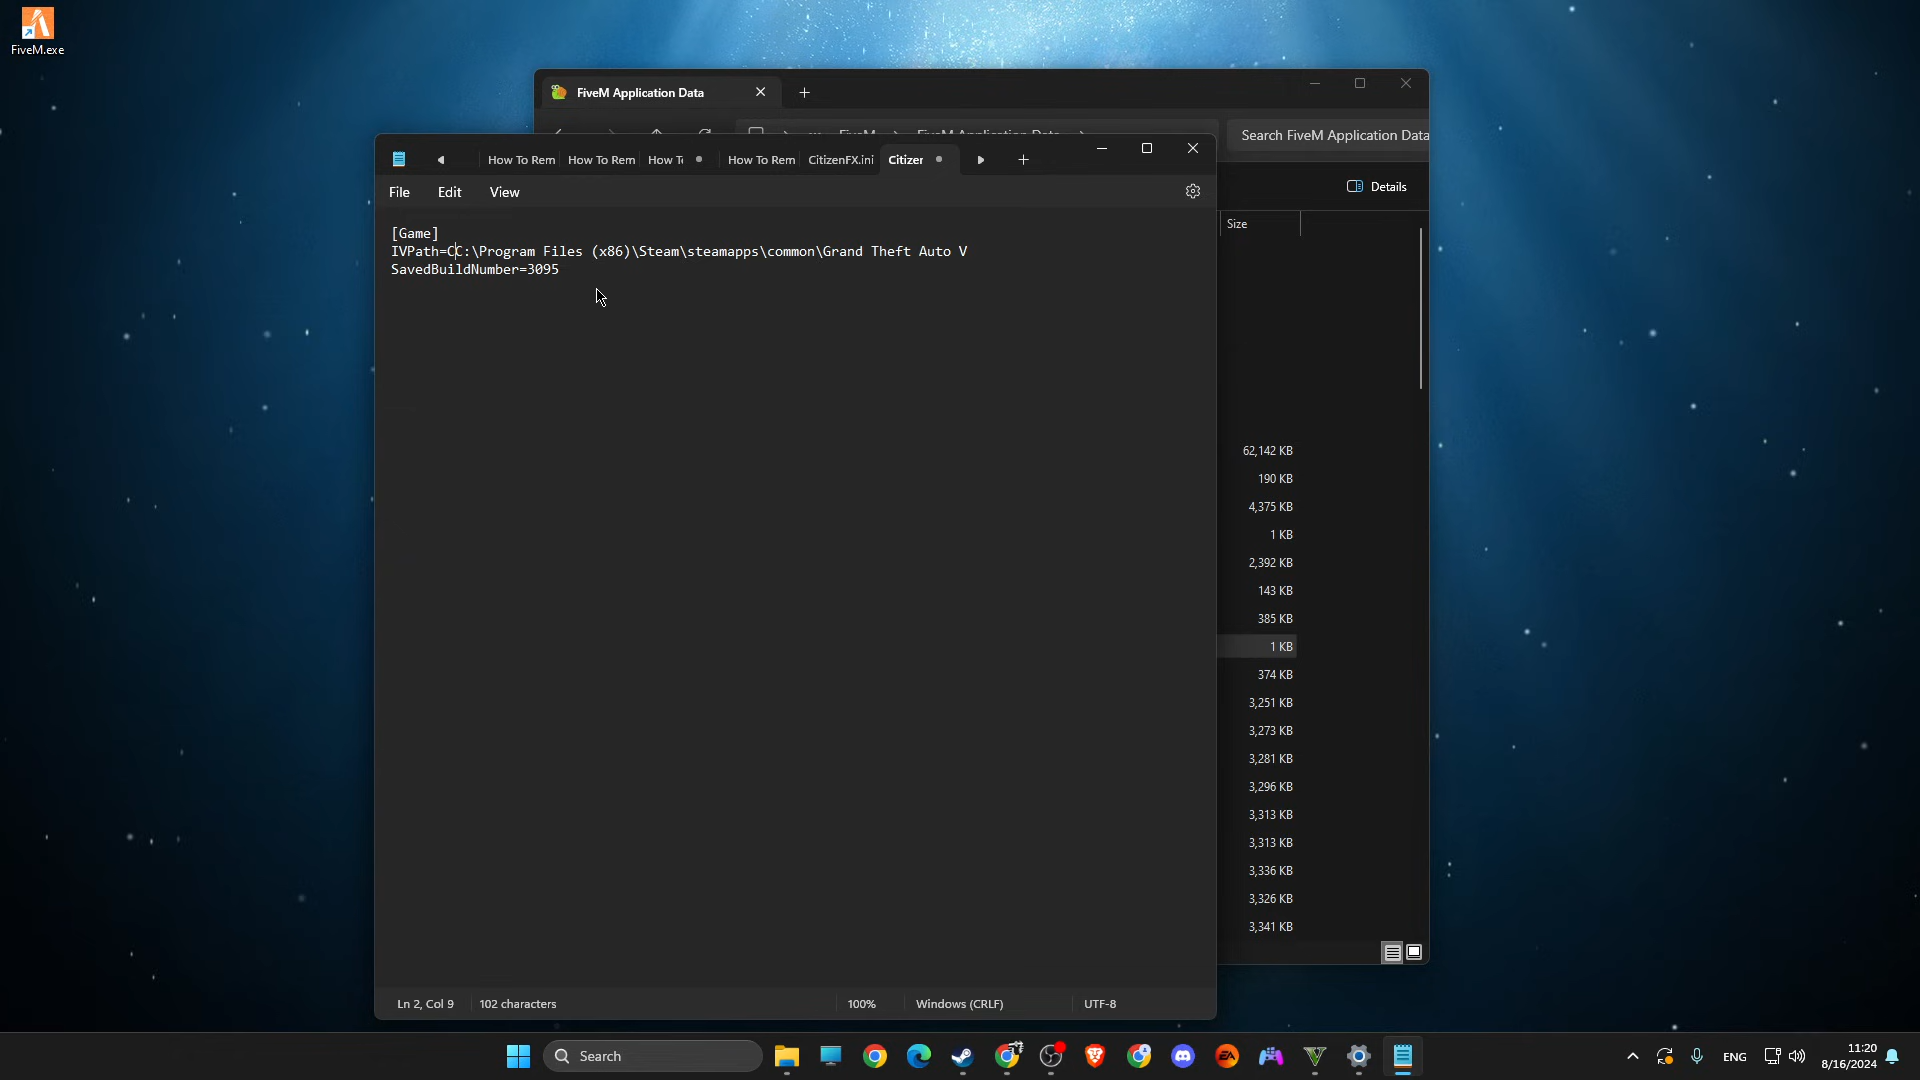 FiveM.exe
FiveM Application Data
Search FiveM Application Data
How To Rem
How To Rem
How To Rem
CitizenFX.ini
Citizen
File
Edit
View
Details
Size
[Game]
IVPath=CC:\Program Files (x86)\Steam\steamapps\common\Grand Theft Auto V
SavedBuildNumber=3095
62,142 KB
190 KB
4,375 KB
1 KB
2,392 KB
143 KB
385 KB
1 KB
374 KB
3,251 KB
3,273 KB
3,281 KB
3,296 KB
3,313 KB
3,313 KB
3,336 KB
3,326 KB
3,341 KB
Ln 2, Col 9
102 characters
100%
Windows (CRLF)
UTF-8
Search
ENG
11:20
8/16/2024